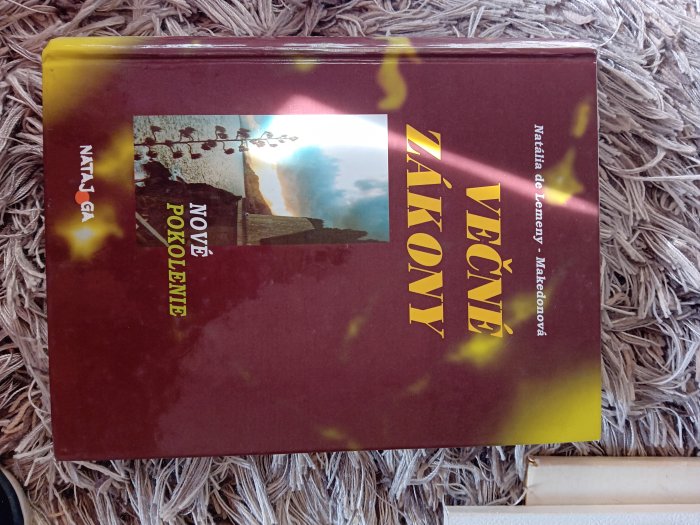 Natália de Lemeny - Makedonová
VEČNÉ
ZÁKONY
NOVÉ
POKOLENIE
NATAJOGA